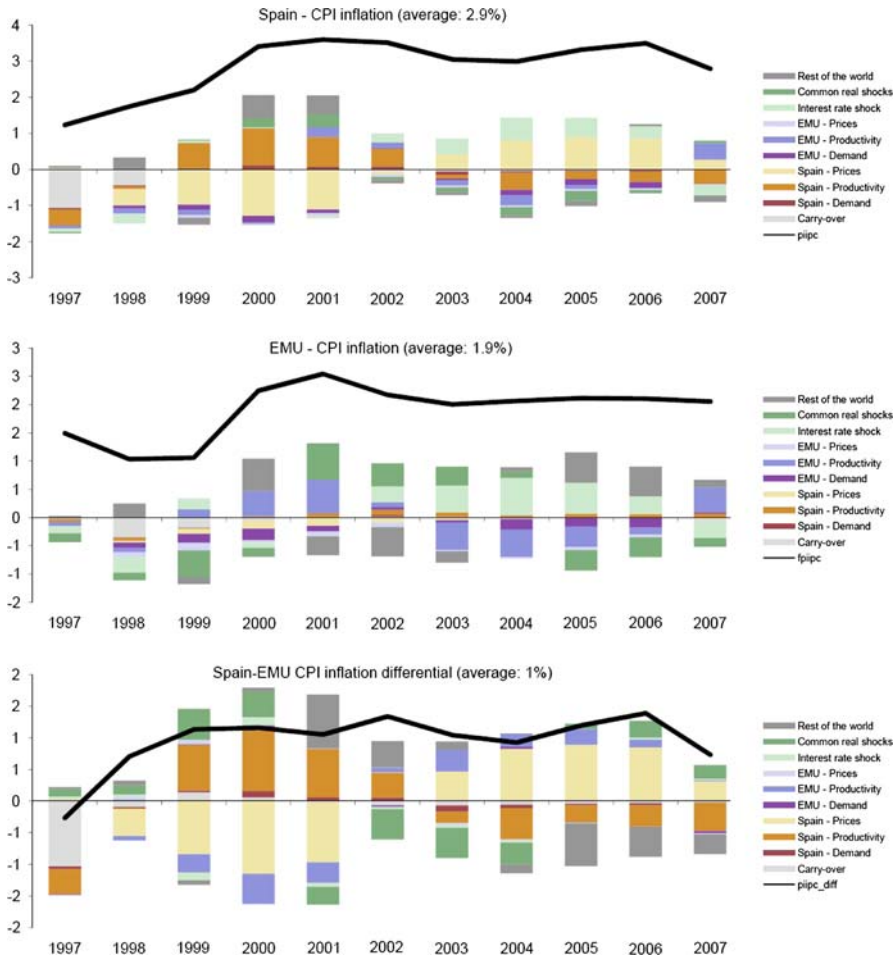 Spain - CPI inflation (average: 2.9%)
4
3
2
1
0
-1
-2
-3
1997 1998 1999 2000 2001 2002 2003 2004 2005 2006 2007
Rest of the world
Common real shocks
Interest rate shock
EMU - Prices
EMU - Productivity
EMU - Demand
Spain - Prices
Spain - Productivity
Spain - Demand
Carry-over
piipc
EMU - CPI inflation (average: 1.9%)
3
3
2
2
1
1
0
-1
-1
-2
1997 1998 1999 2000 2001 2002 2003 2004 2005 2006 2007
Rest of the world
Common real shocks
Interest rate shock
EMU - Prices
EMU - Productivity
EMU - Demand
Spain - Prices
Spain - Productivity
Spain - Demand
Carry-over
fpiipc
Spain-EMU CPI inflation differential (average: 1%)
2
2
1
1
0
-1
-1
-2
-2
1997 1998 1999 2000 2001 2002 2003 2004 2005 2006 2007
Rest of the world
Common real shocks
Interest rate shock
EMU - Prices
EMU - Productivity
EMU - Demand
Spain - Prices
Spain - Productivity
Spain - Demand
Carry-over
piipc_diff